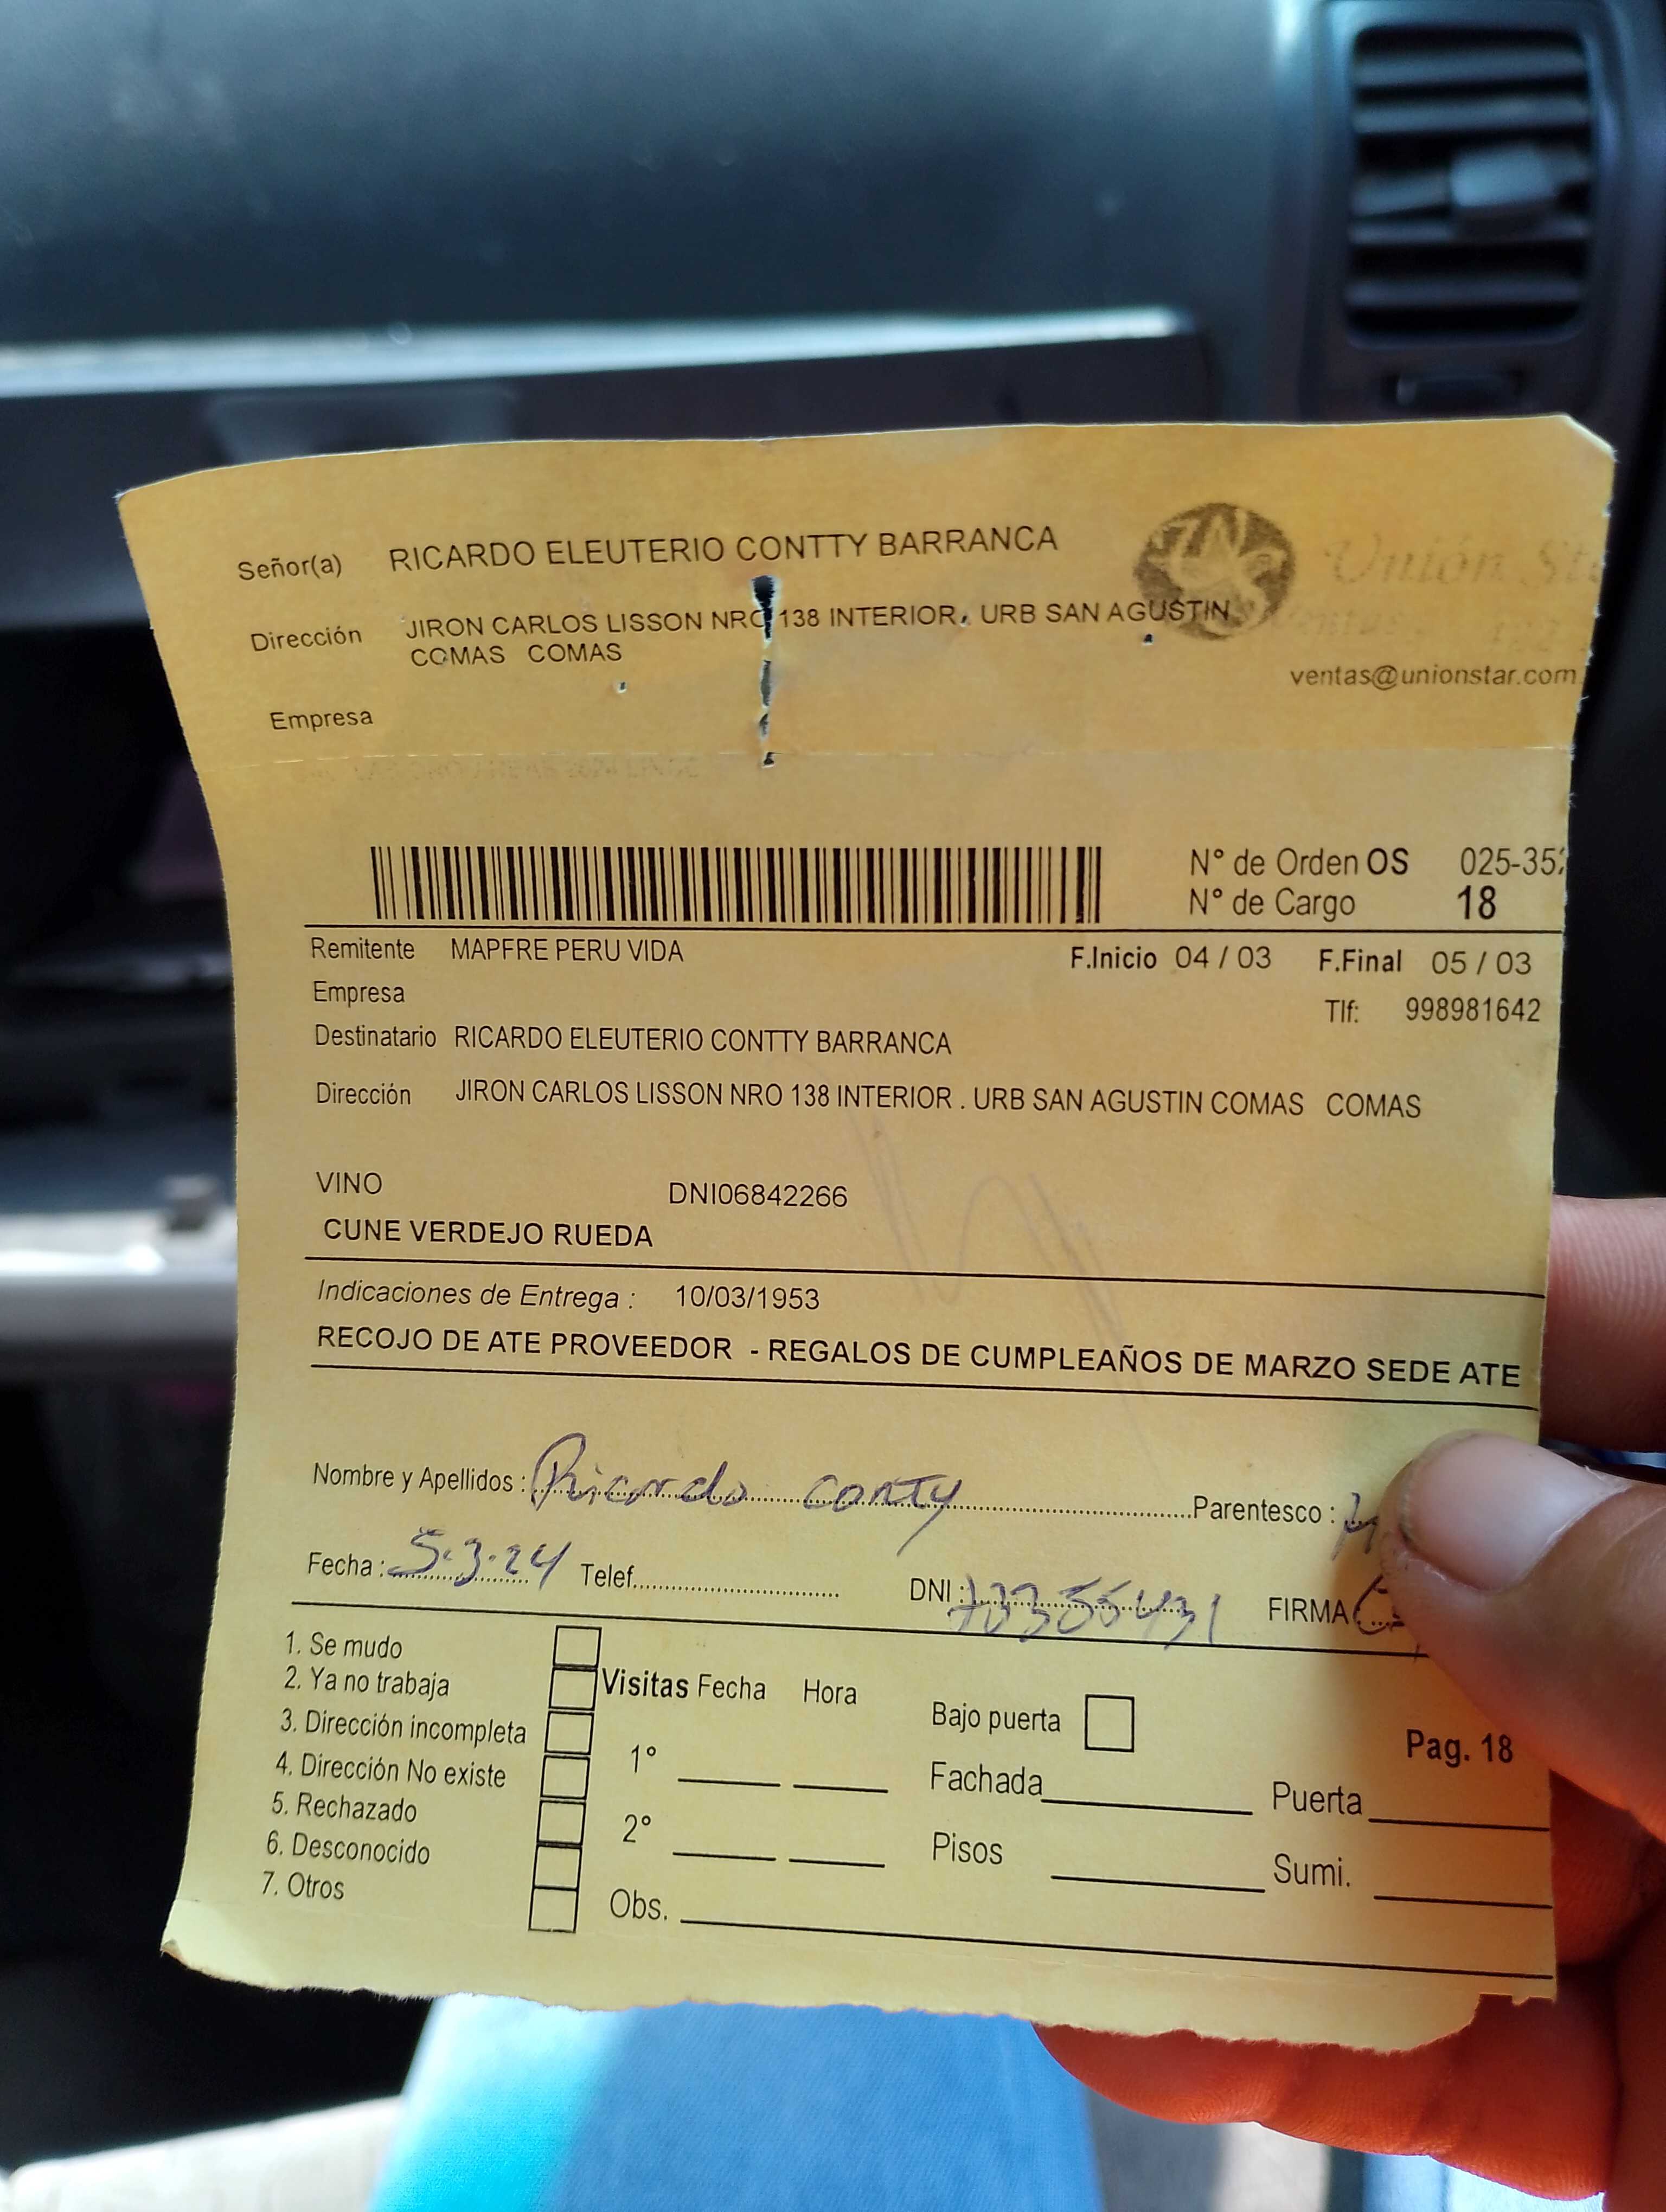 Señor(a) RICARDO ELEUTERIO CONTTY BARRANCA
Unión
Dirección JIRON CARLOS LISSON NRO 138 INTERIOR. URB SAN AGUSTIN
COMAS COMAS
ventas@unionstar.com
Empresa
N° de Orden OS 025-35
N° de Cargo 18
Remitente MAPFRE PERU VIDA F.Inicio 04 / 03 F.Final 05 / 03
Empresa
Tlf: 998981642
Destinatario RICARDO ELEUTERIO CONTTY BARRANCA
Dirección JIRON CARLOS LISSON NRO 138 INTERIOR . URB SAN AGUSTIN COMAS COMAS
VINO DNI06842266
CUNE VERDEJO RUEDA
Indicaciones de Entrega : 10/03/1953
RECOJO DE ATE PROVEEDOR - REGALOS DE CUMPLEAÑOS DE MARZO SEDE ATE
Nombre y Apellidos : Ricardo conty Parentesco :
Fecha : 5.3.24 Telef. DNI : 73355431 FIRMA
1. Se mudo
2. Ya no trabaja
3. Dirección incompleta
4. Dirección No existe
5. Rechazado
6. Desconocido
7. Otros
Visitas Fecha Hora
1°
2°
Obs.
Bajo puerta
Fachada Puerta
Pisos Sumi.
Pag. 18